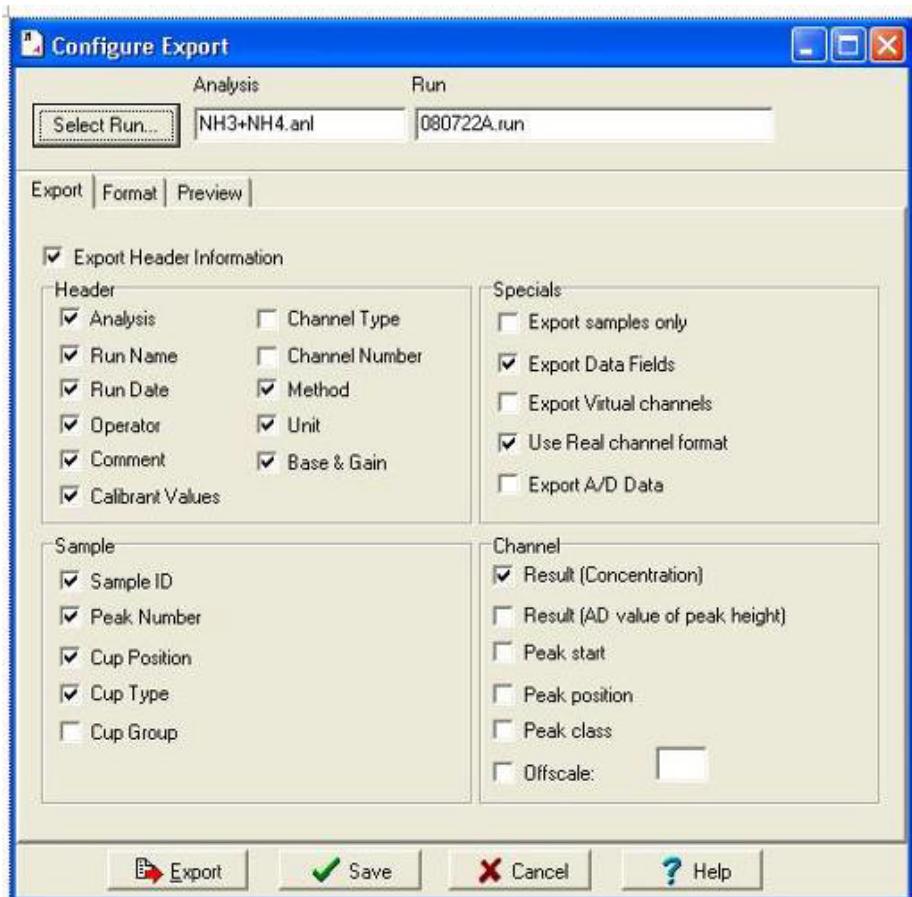 Configure Export
Analysis Run
Select Run... NH3+NH4.anl 080722A.run
Export Format Preview
Export Header Information
Header
Analysis Channel Type
Run Name Channel Number
Run Date Method
Operator Unit
Comment Base & Gain
Calibrant Values
Specials
Export samples only
Export Data Fields
Export Virtual channels
Use Real channel format
Export A/D Data
Sample
Sample ID
Peak Number
Cup Position
Cup Type
Cup Group
Channel
Result (Concentration)
Result (AD value of peak height)
Peak start
Peak position
Peak class
Offscale:
Export Save Cancel Help